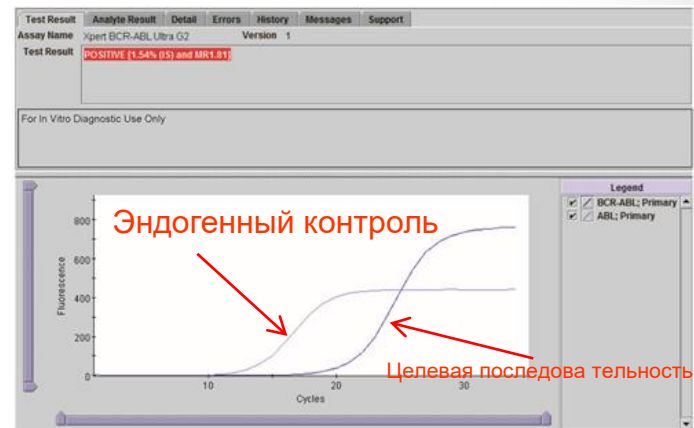 Test Result Analyte Result Detail Errors History Messages Support
Assay Name Xpert BCR-ABL Ultra G2 Version 1
Test Result POSITIVE [1.54% (IS) and MR1.81]
For In Vitro Diagnostic Use Only
Legend
BCR-ABL; Primary
ABL; Primary
Эндогенный контроль
Целевая последова тельность
Fluorescence
800
600
400
200
0
10 20 30
Cycles